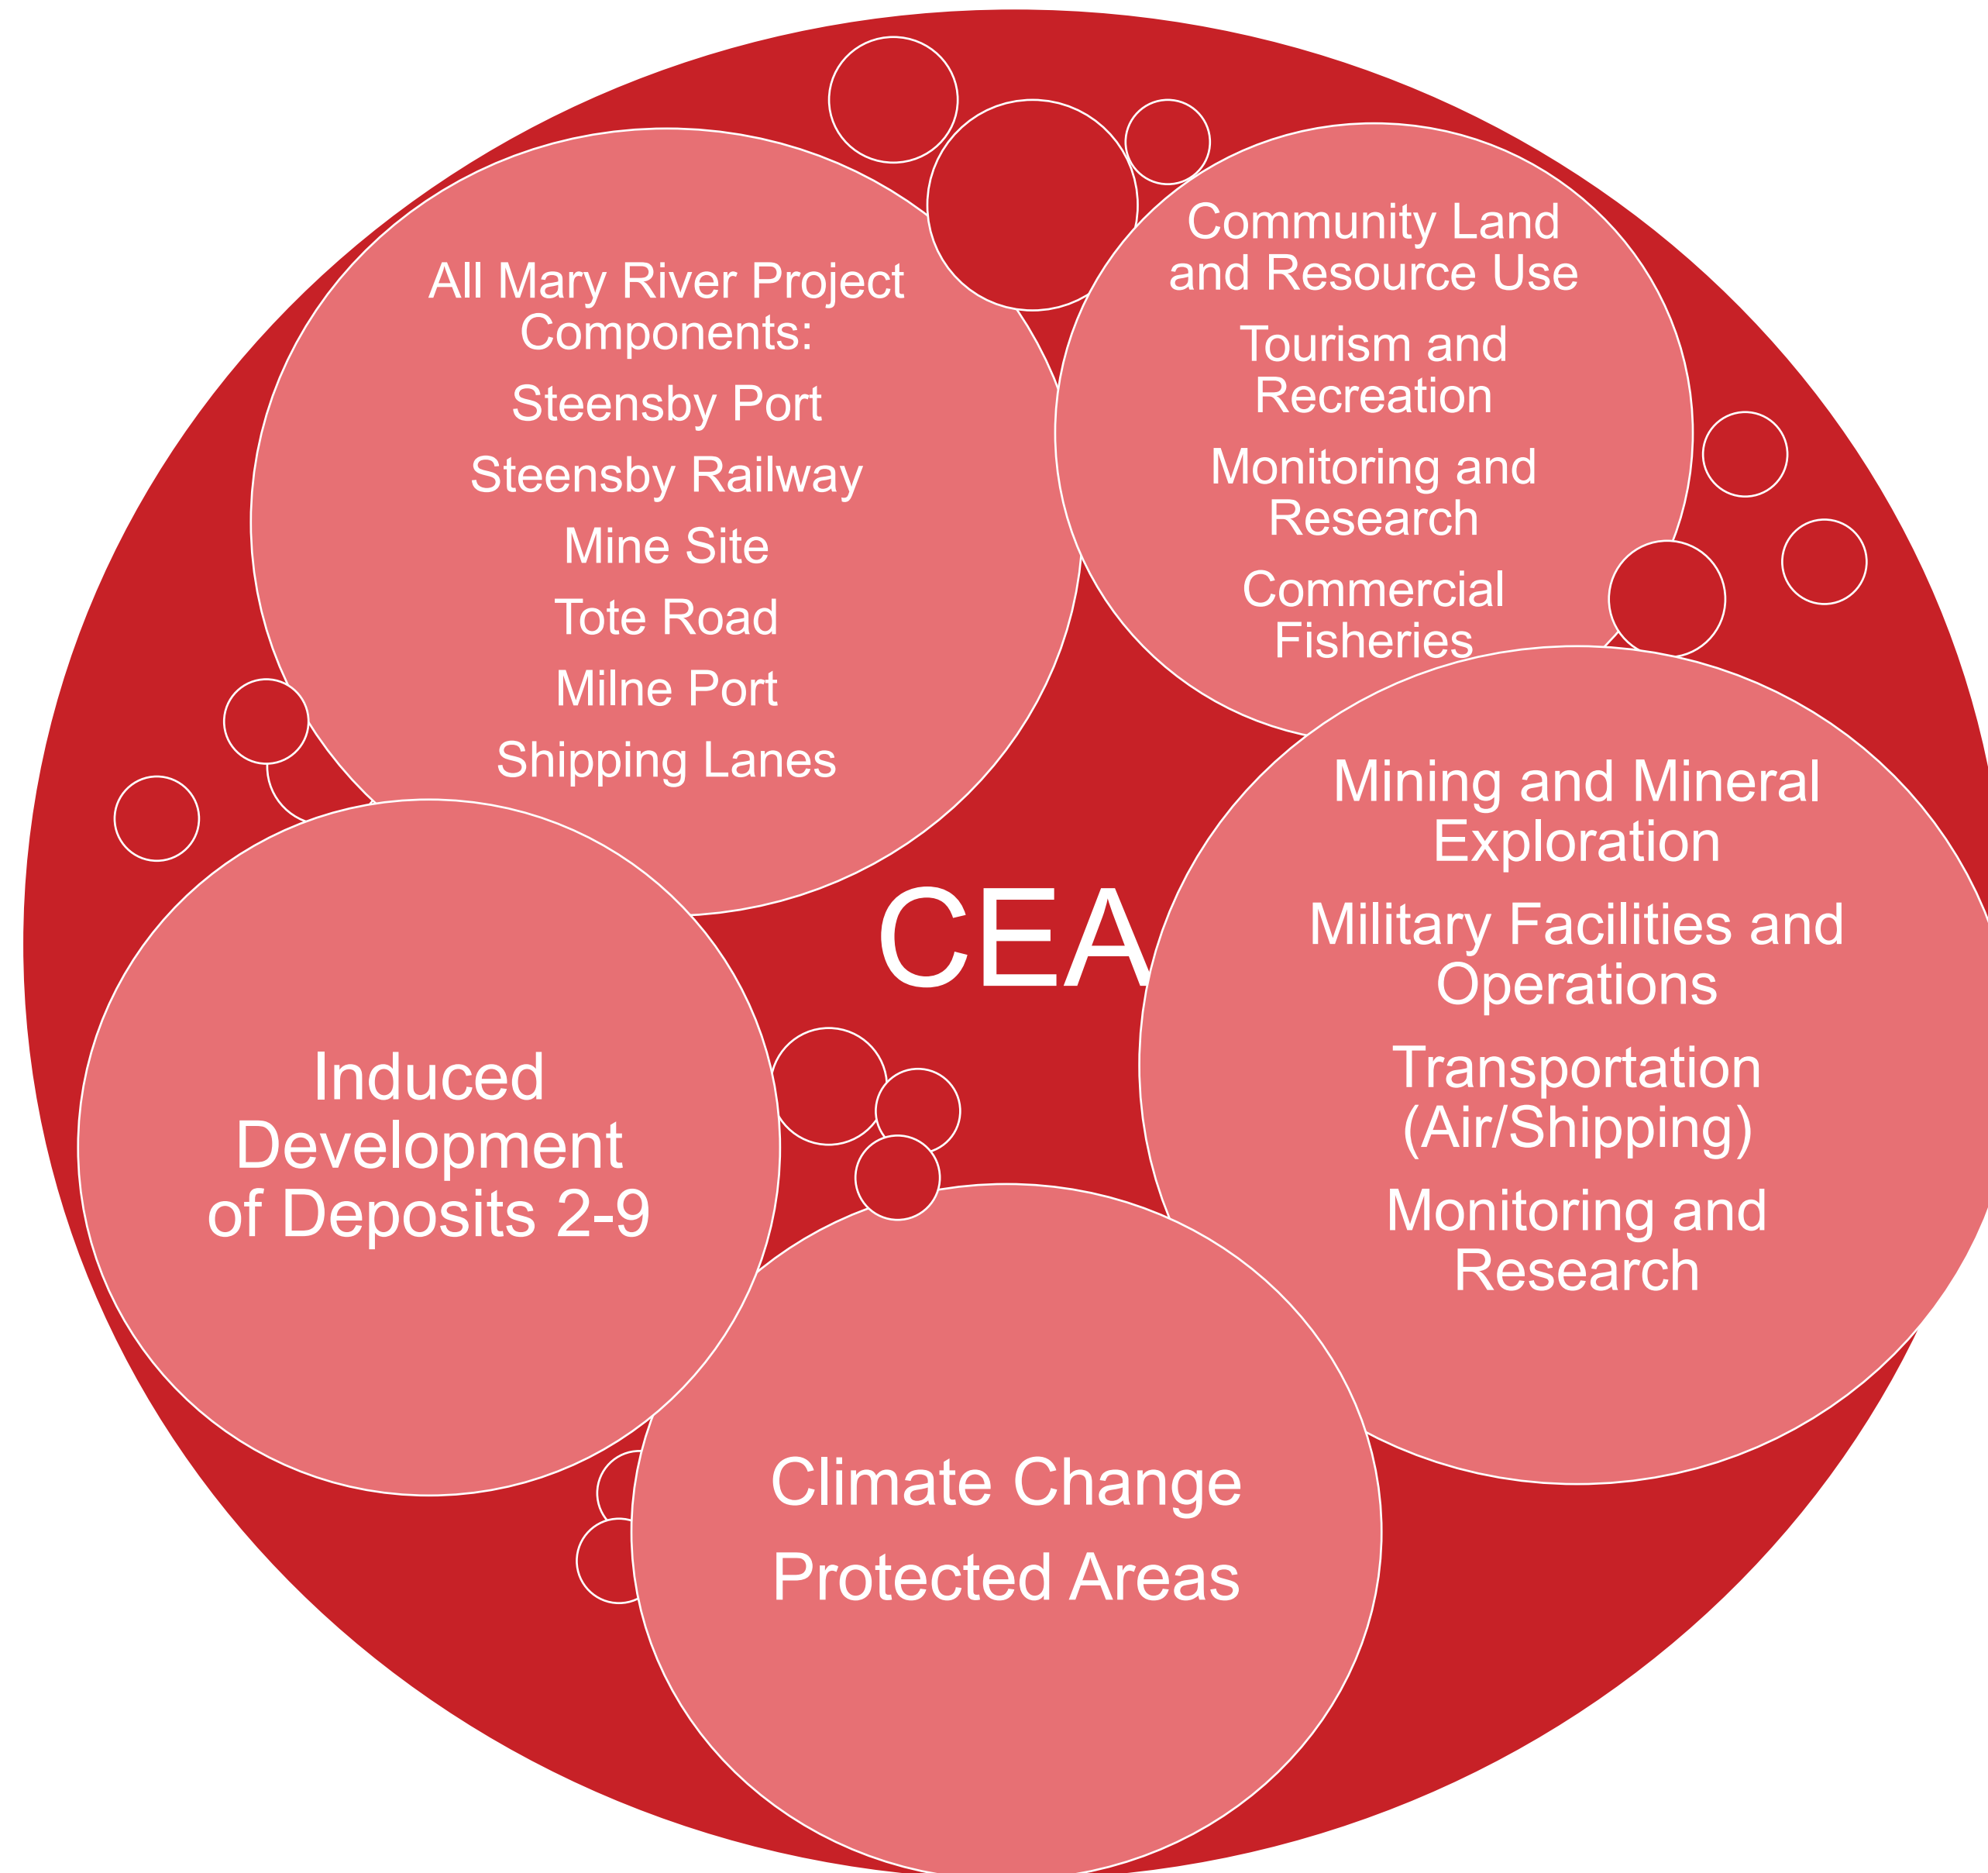 All Mary River Project
Components:
Steensby Port
Steensby Railway
Mine Site
Tote Road
Milne Port
Shipping Lanes
Community Land
and Resource Use
Tourism and
Recreation
Monitoring and
Research
Commercial
Fisheries
CEA
Mining and Mineral
Exploration
Military Facilities and
Operations
Transportation
(Air/Shipping)
Monitoring and
Research
Induced
Development
of Deposits 2-9
Climate Change
Protected Areas